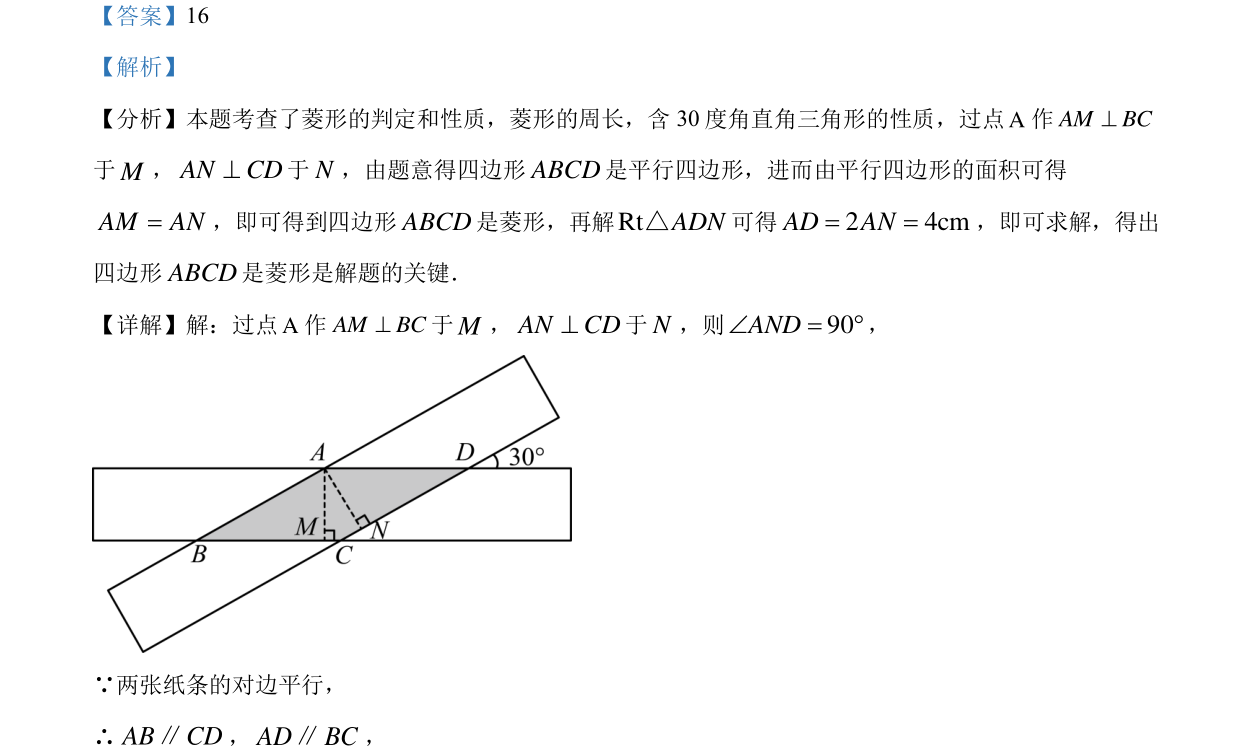 【答案】16
【解析】
【分析】本题考查了菱形的判定和性质，菱形的周长，含 30 度角直角三角形的性质，过点 A 作 AM ⊥ BC
于 M ， AN ⊥ CD 于 N ，由题意得四边形 ABCD 是平行四边形，进而由平行四边形的面积可得
AM = AN ，即可得到四边形 ABCD 是菱形，再解 Rt△ADN 可得 AD = 2AN = 4cm ，即可求解，得出
四边形 ABCD 是菱形是解题的关键．
【详解】解：过点 A 作 AM ⊥ BC 于 M ， AN ⊥ CD 于 N ，则 ∠AND = 90°，
A D 30°
M N
B C
∵两张纸条的对边平行，
∴ AB ∥ CD ， AD ∥ BC ，